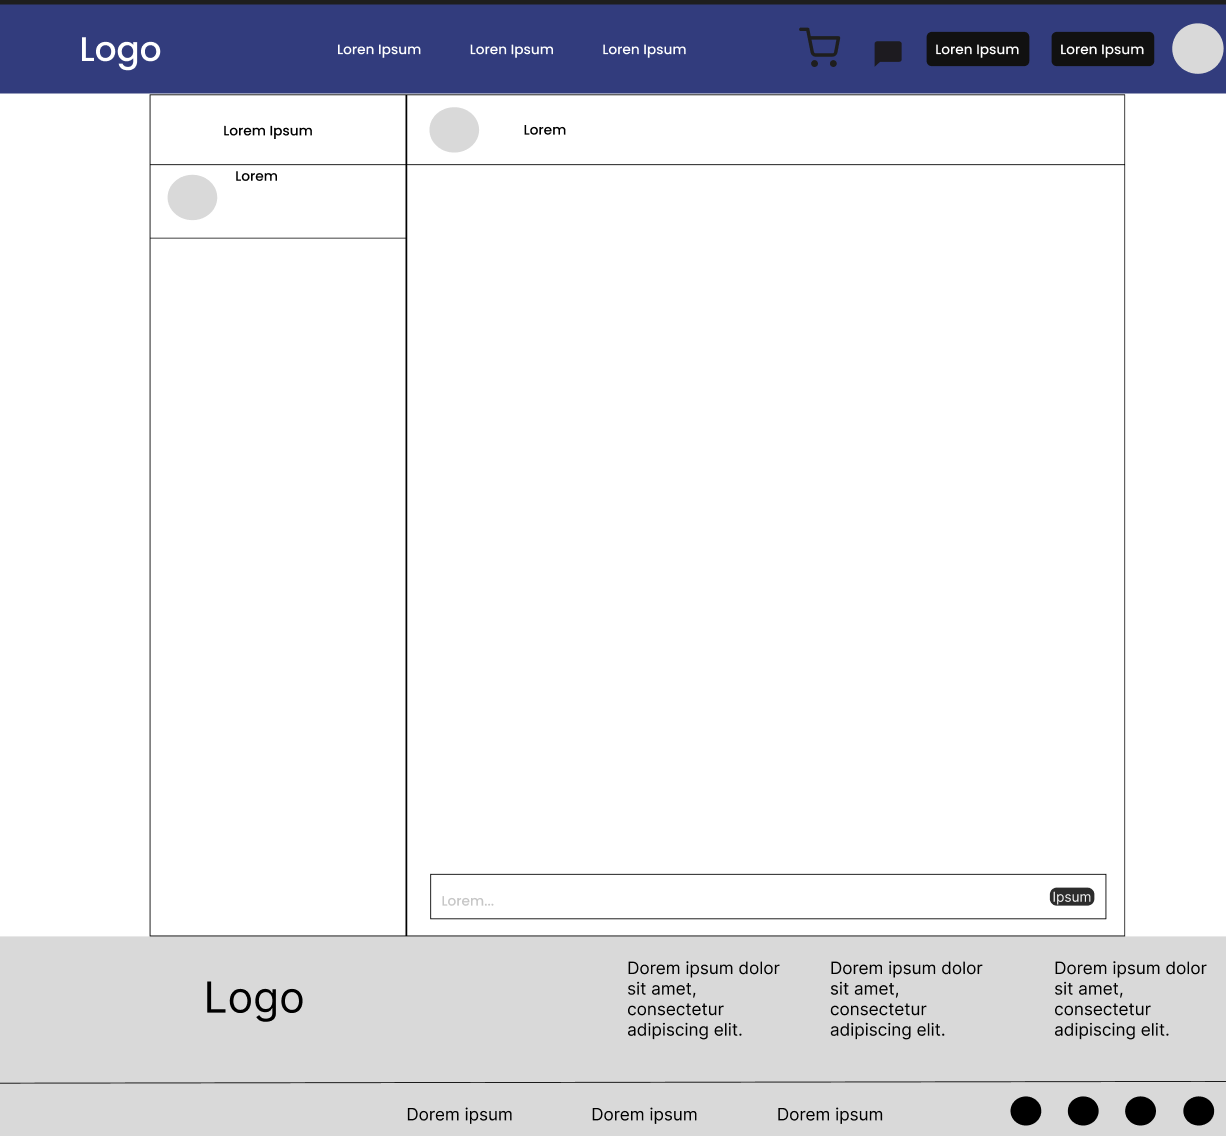 Logo
Loren Ipsum
Loren Ipsum
Loren Ipsum
Loren Ipsum
Loren Ipsum
Lorem Ipsum
Lorem
Lorem
Lorem...
Ipsum
Logo
Dorem ipsum dolor
sit amet,
consectetur
adipiscing elit.
Dorem ipsum dolor
sit amet,
consectetur
adipiscing elit.
Dorem ipsum dolor
sit amet,
consectetur
adipiscing elit.
Dorem ipsum
Dorem ipsum
Dorem ipsum